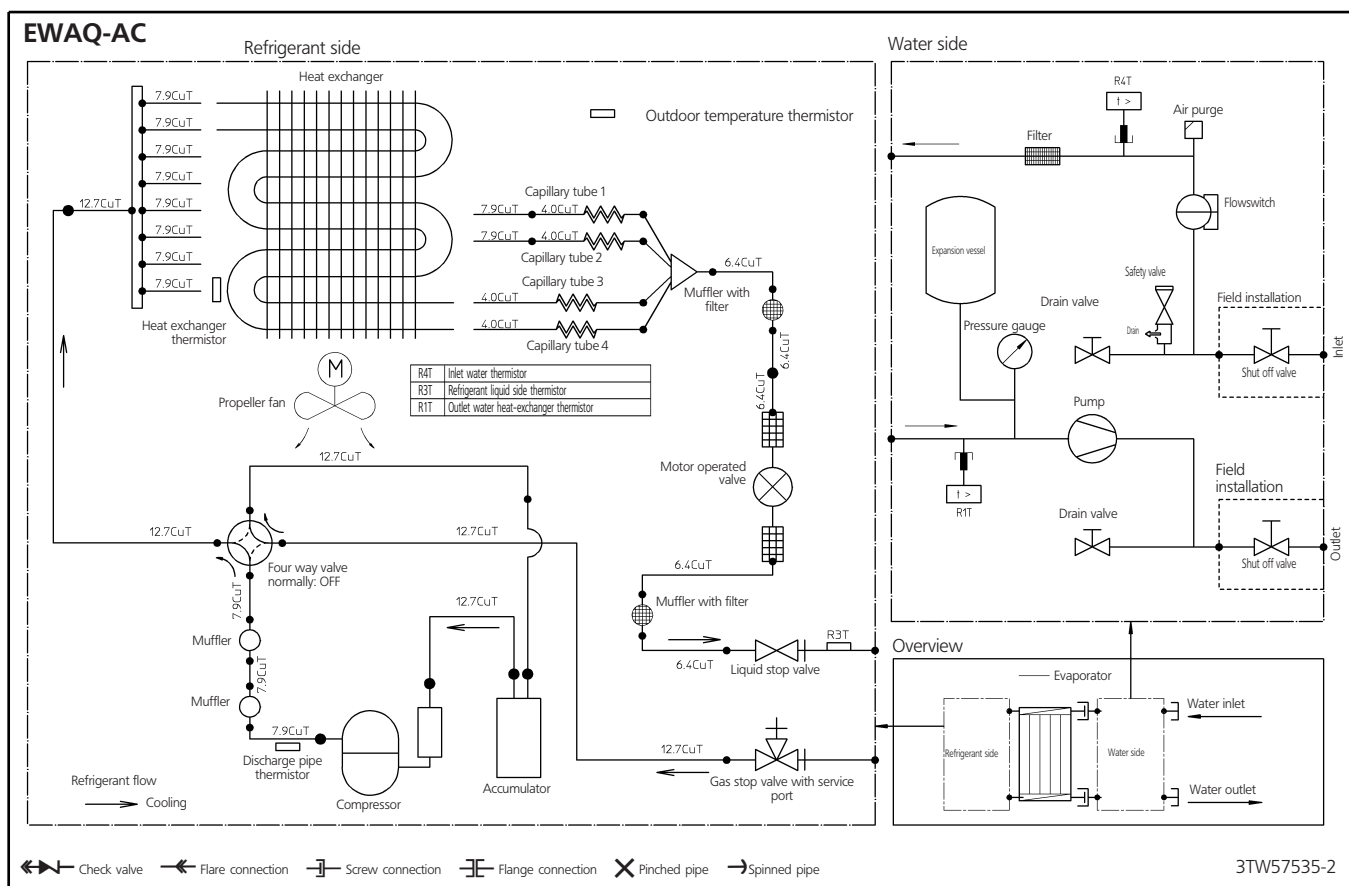 EWAQ-AC
Refrigerant side
Heat exchanger
7.9CuT
7.9CuT
7.9CuT
7.9CuT
7.9CuT
7.9CuT
7.9CuT
7.9CuT
12.7CuT
Heat exchanger
thermistor
Outdoor temperature thermistor
Capillary tube 1
7.9CuT
4.0CuT
7.9CuT
4.0CuT
Capillary tube 2
Capillary tube 3
4.0CuT
4.0CuT
Capillary tube 4
6.4CuT
Muffler with
filter
6.4CuT
6.4CuT
M
Propeller fan
R4T Inlet water thermistor
R3T Refrigerant liquid side thermistor
R1T Outlet water heat-exchanger thermistor
Motor operated
valve
12.7CuT
12.7CuT
12.7CuT
Four way valve
normally: OFF
7.9CuT
Muffler
7.9CuT
Muffler
7.9CuT
Discharge pipe
thermistor
Compressor
12.7CuT
Accumulator
6.4CuT
Muffler with filter
6.4CuT
Liquid stop valve
R3T
12.7CuT
Gas stop valve with service
port
Refrigerant flow
Cooling
Water side
R4T
t >
Air purge
Filter
Flowswitch
Expansion vessel
Safety valve
Drain valve
Drain
Field installation
Pressure gauge
Shut off valve
Inlet
Pump
t >
R1T
Field
installation
Drain valve
Shut off valve
Outlet
Overview
Evaporator
Water inlet
Refrigerant side
Water side
Water outlet
Check valve
Flare connection
Screw connection
Flange connection
Pinched pipe
Spinned pipe
3TW57535-2